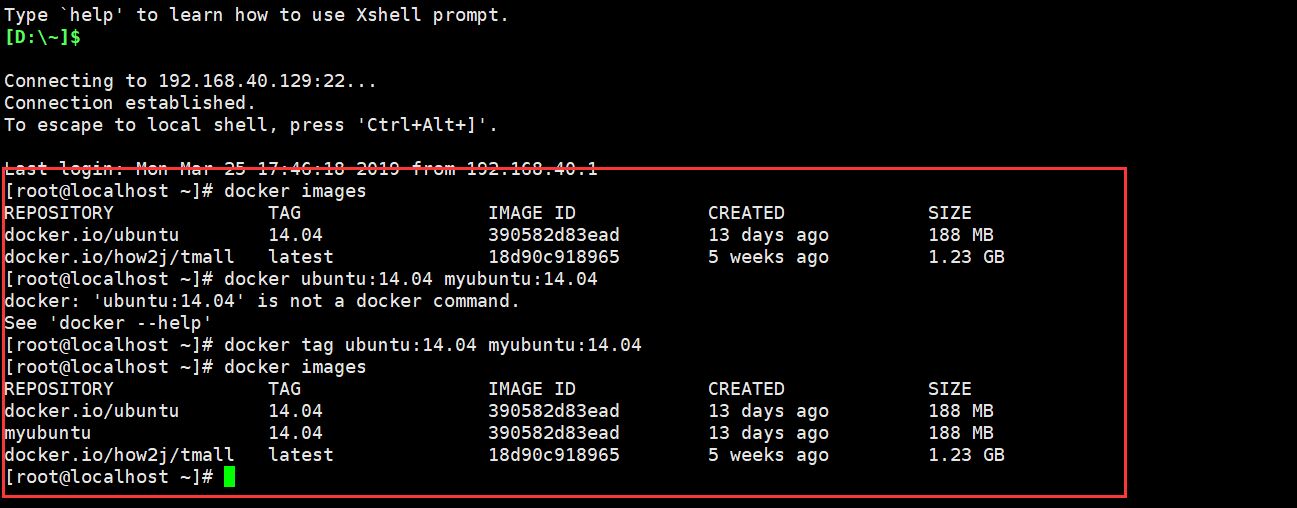 Type `help' to learn how to use Xshell prompt.
[D:\~]$
Connecting to 192.168.40.129:22...
Connection established.
To escape to local shell, press 'Ctrl+Alt+]'.
Last login: Mon Mar 25 17:46:18 2019 from 192.168.40.1
[root@localhost ~]# docker images
REPOSITORY TAG IMAGE ID CREATED SIZE
docker.io/ubuntu 14.04 390582d83ead 13 days ago 188 MB
docker.io/how2j/tmall latest 18d90c918965 5 weeks ago 1.23 GB
[root@localhost ~]# docker ubuntu:14.04 myubuntu:14.04
docker: 'ubuntu:14.04' is not a docker command.
See 'docker --help'
[root@localhost ~]# docker tag ubuntu:14.04 myubuntu:14.04
[root@localhost ~]# docker images
REPOSITORY TAG IMAGE ID CREATED SIZE
docker.io/ubuntu 14.04 390582d83ead 13 days ago 188 MB
myubuntu 14.04 390582d83ead 13 days ago 188 MB
docker.io/how2j/tmall latest 18d90c918965 5 weeks ago 1.23 GB
[root@localhost ~]#